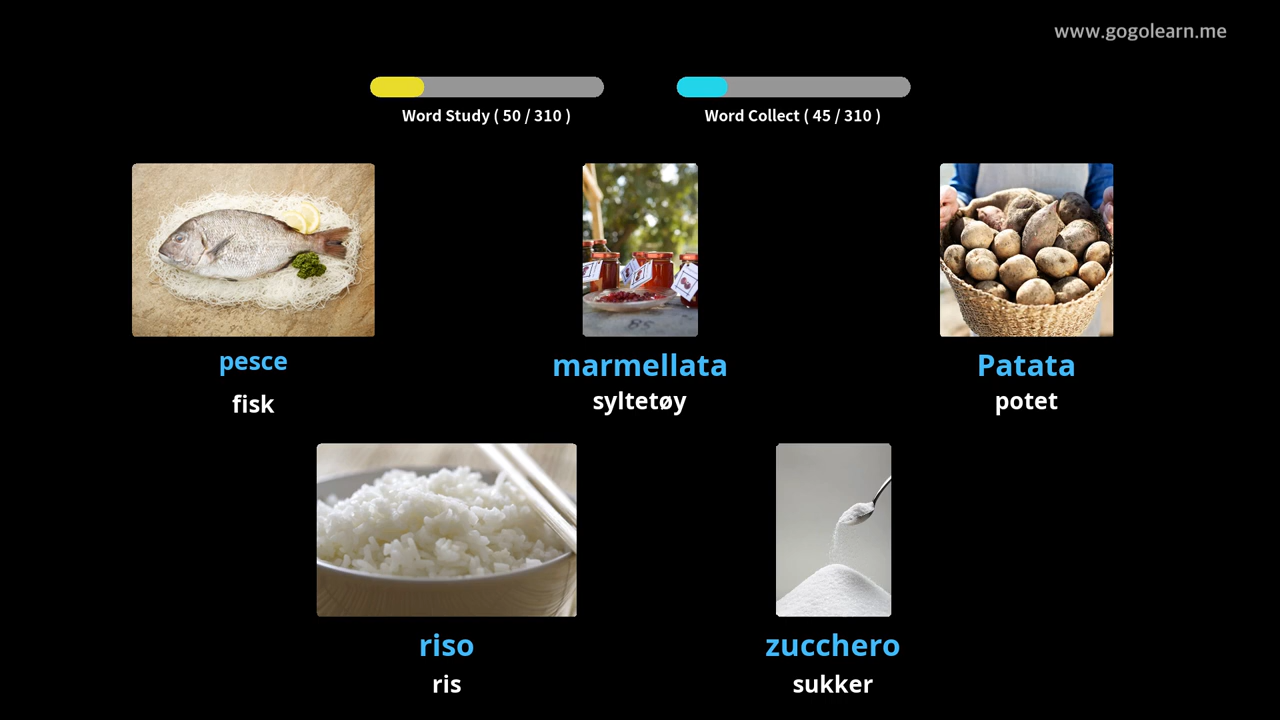 www.gogolearn.me
Word Study ( 50 / 310 )
Word Collect ( 45 / 310 )
pesce
fisk
marmellata
syltetøy
Patata
potet
riso
ris
zucchero
sukker